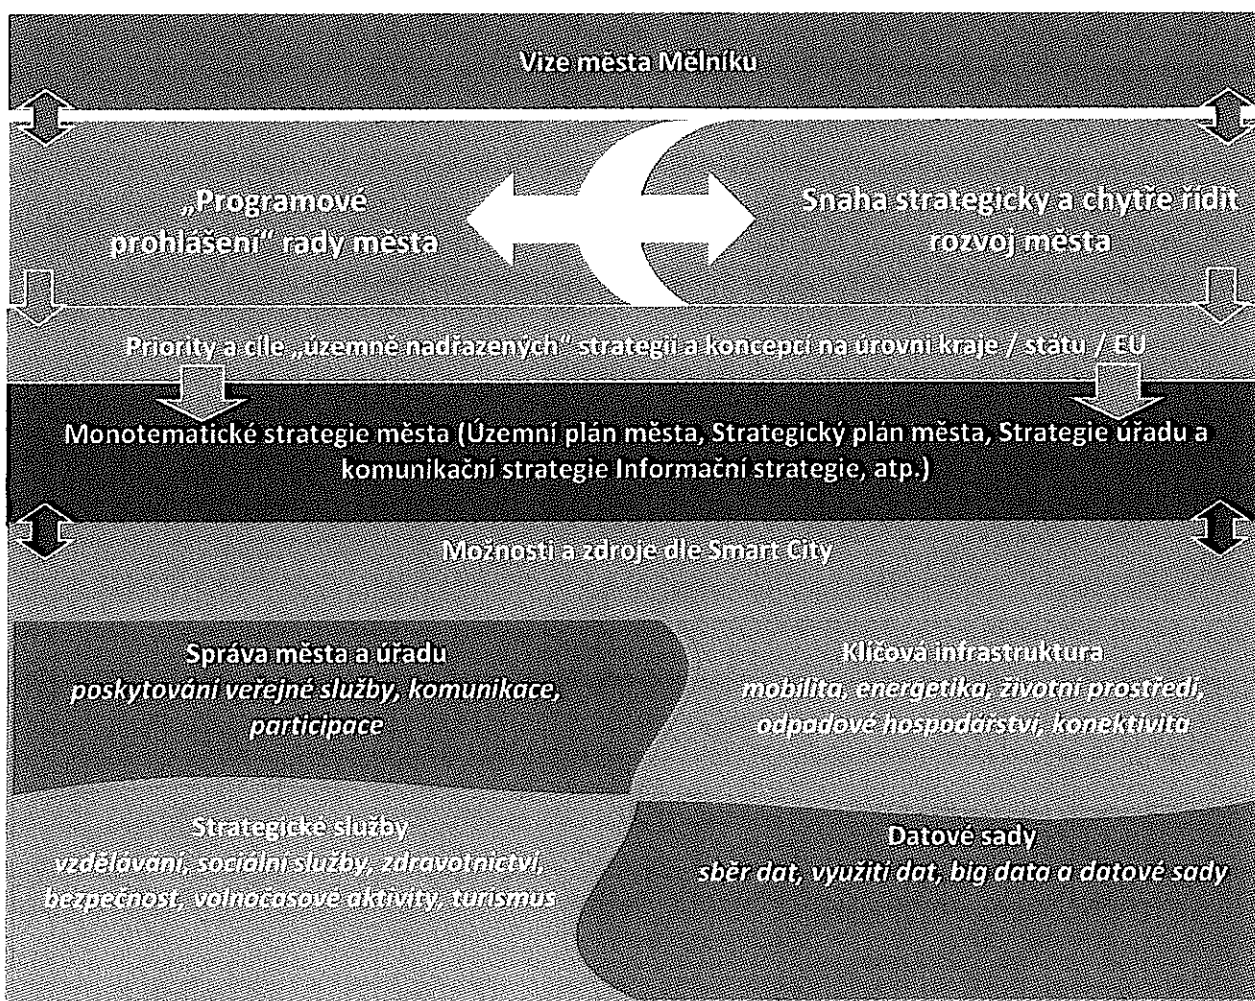 Vize města Mělníku
„Programové
prohlášení“ rady města
Snaha strategicky a chytře řídit
rozvoj města
Priority a cíle „územně nadřazených“ strategií a koncepcí na úrovni kraje / státu / EU
Monotematické strategie města (Územní plán města, Strategický plán města, Strategie úřadu a
komunikační strategie Informační strategie, atp.)
Možnosti a zdroje dle Smart City
Správa města a úřadu
poskytování veřejné služby, komunikace,
participace
Klíčová infrastruktura
mobilita, energetika, životní prostředí,
odpadové hospodářství, konektivita
Strategické služby
vzdělávání, sociální služby, zdravotnictví,
bezpečnost, volnočasové aktivity, turismus
Datové sady
sběr dat, využití dat, big data a datové sady